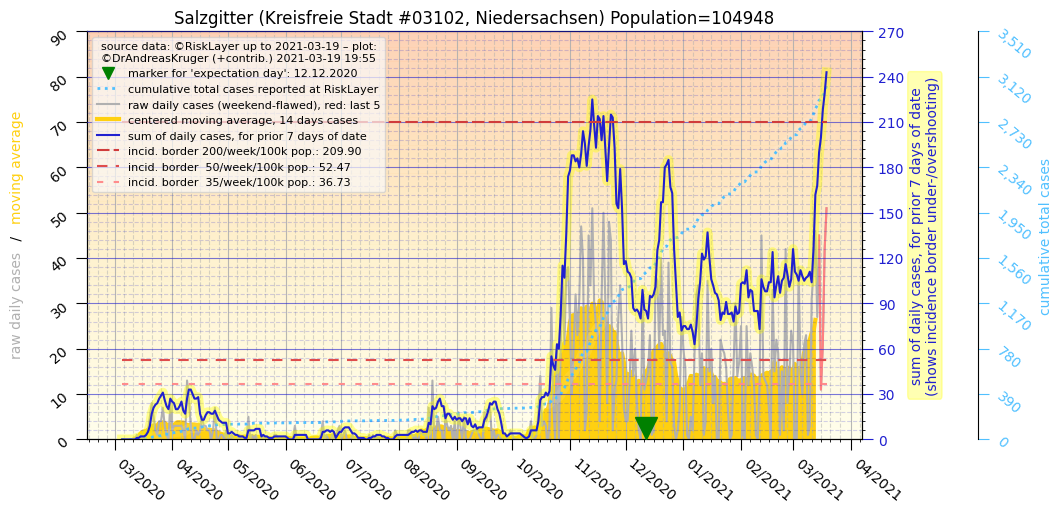 Salzgitter (Kreisfreie Stadt #03102, Niedersachsen) Population=104948
source data: ©RiskLayer up to 2021-03-19 – plot:
©DrAndreasKruger (+contrib.) 2021-03-19 19:55
marker for 'expectation day': 12.12.2020
cumulative total cases reported at RiskLayer
raw daily cases (weekend-flawed), red: last 5
centered moving average, 14 days cases
sum of daily cases, for prior 7 days of date
incid. border 200/week/100k pop.: 209.90
incid. border  50/week/100k pop.: 52.47
incid. border  35/week/100k pop.: 36.73
raw daily cases  /  moving average
90
80
70
60
50
40
30
20
10
0
270
240
210
180
150
120
90
60
30
0
sum of daily cases, for prior 7 days of date
(shows incidence border under-/overshooting)
3,510
3,120
2,730
2,340
1,950
1,560
1,170
780
390
0
cumulative total cases
03/2020
04/2020
05/2020
06/2020
07/2020
08/2020
09/2020
10/2020
11/2020
12/2020
01/2021
02/2021
03/2021
04/2021